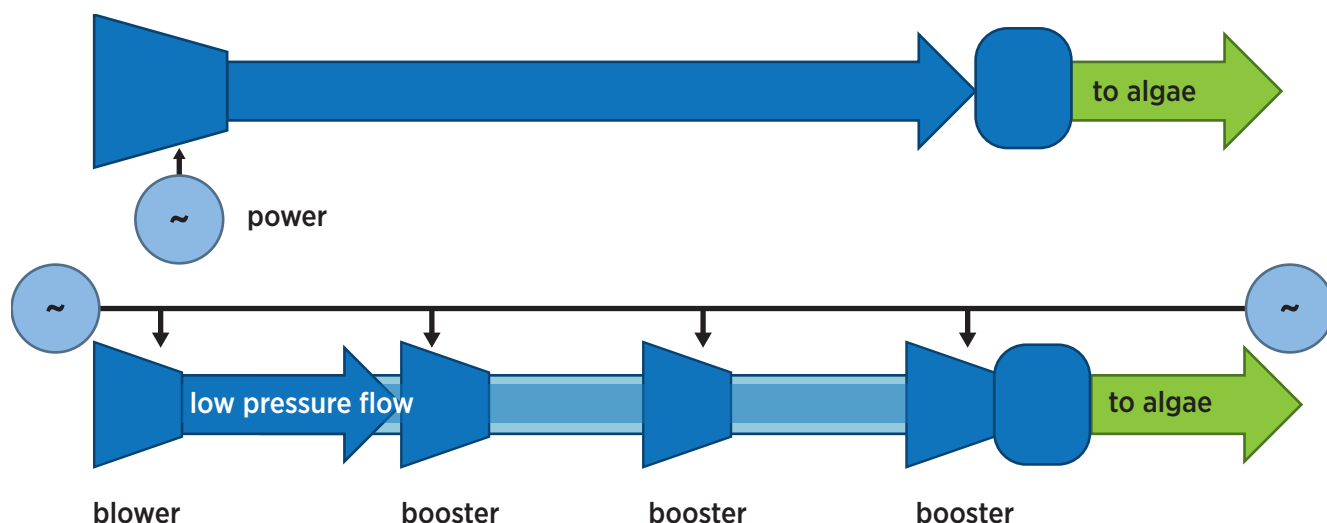 to algae
~
power
~
~
low pressure flow
to algae
blower
booster
booster
booster